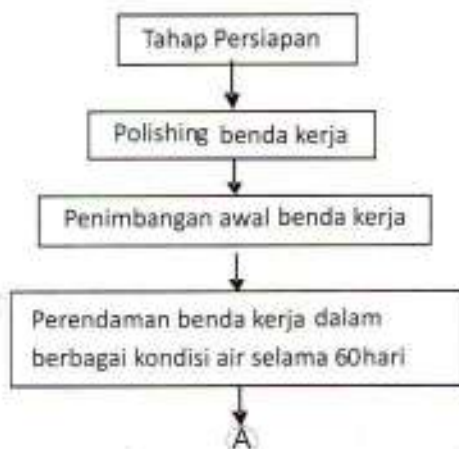 Tahap Persiapan
Polishing benda kerja
Penimbangan awal benda kerja
Perendaman benda kerja dalam
berbagai kondisi air selama 60hari
A